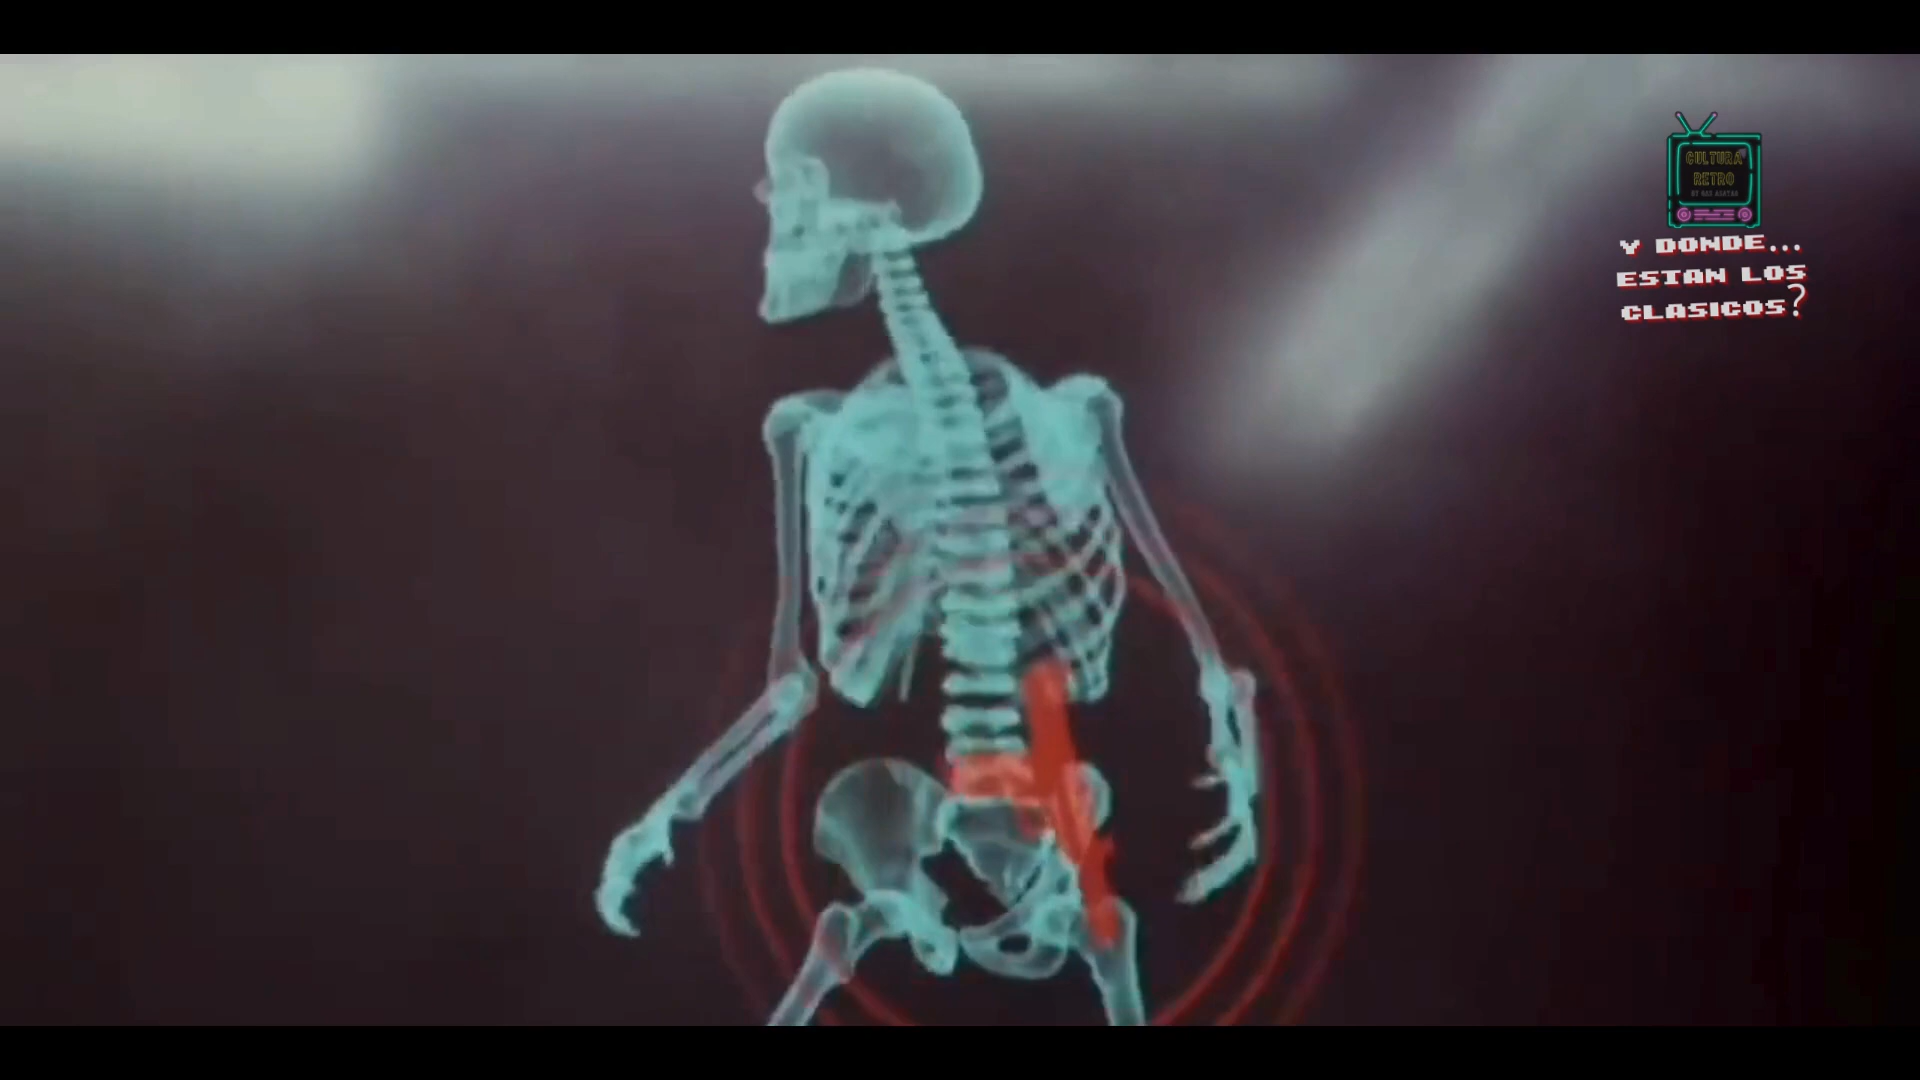 CULTURA
RETRO
Y DONDE...
ESTAN LOS
CLASICOS?